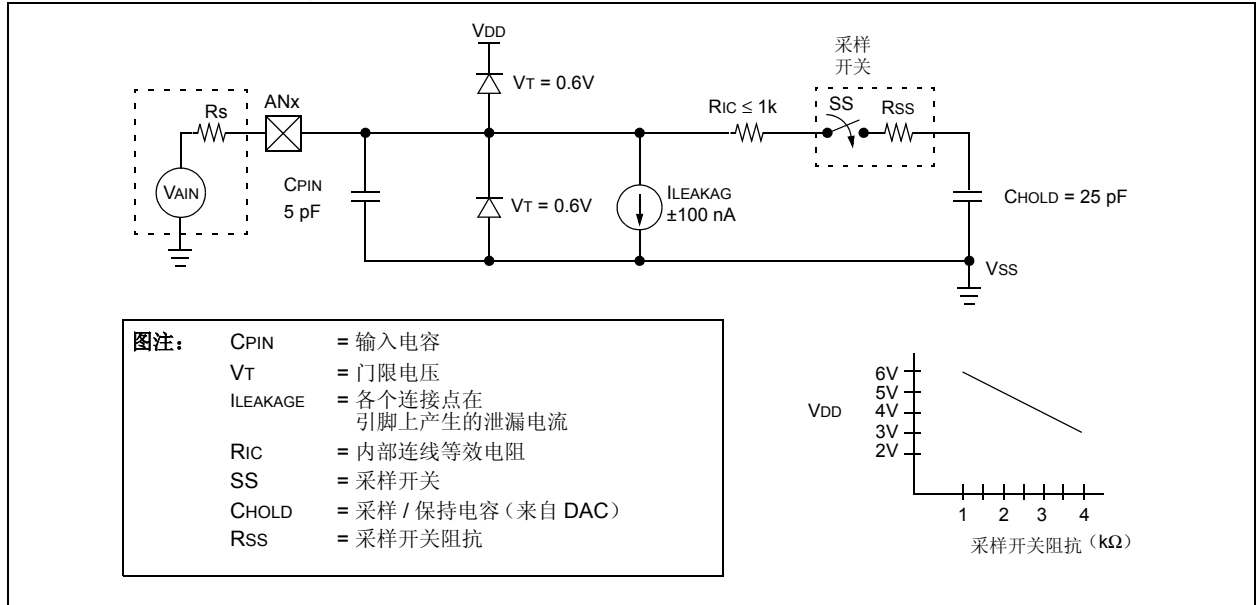 VDD
采样
开关
VT = 0.6V
Rs
ANx
RIC ≤ 1k
SS
RSS
VAIN
CPIN
5 pF
VT = 0.6V
ILEAKAG
±100 nA
CHOLD = 25 pF
VSS
图注：
CPIN = 输入电容
VT = 门限电压
ILEAKAGE = 各个连接点在
引脚上产生的泄漏电流
RIC = 内部连线等效电阻
SS = 采样开关
CHOLD = 采样 / 保持电容（来自 DAC）
RSS = 采样开关阻抗
6V
5V
VDD
4V
3V
2V
1 2 3 4
采样开关阻抗（kΩ）